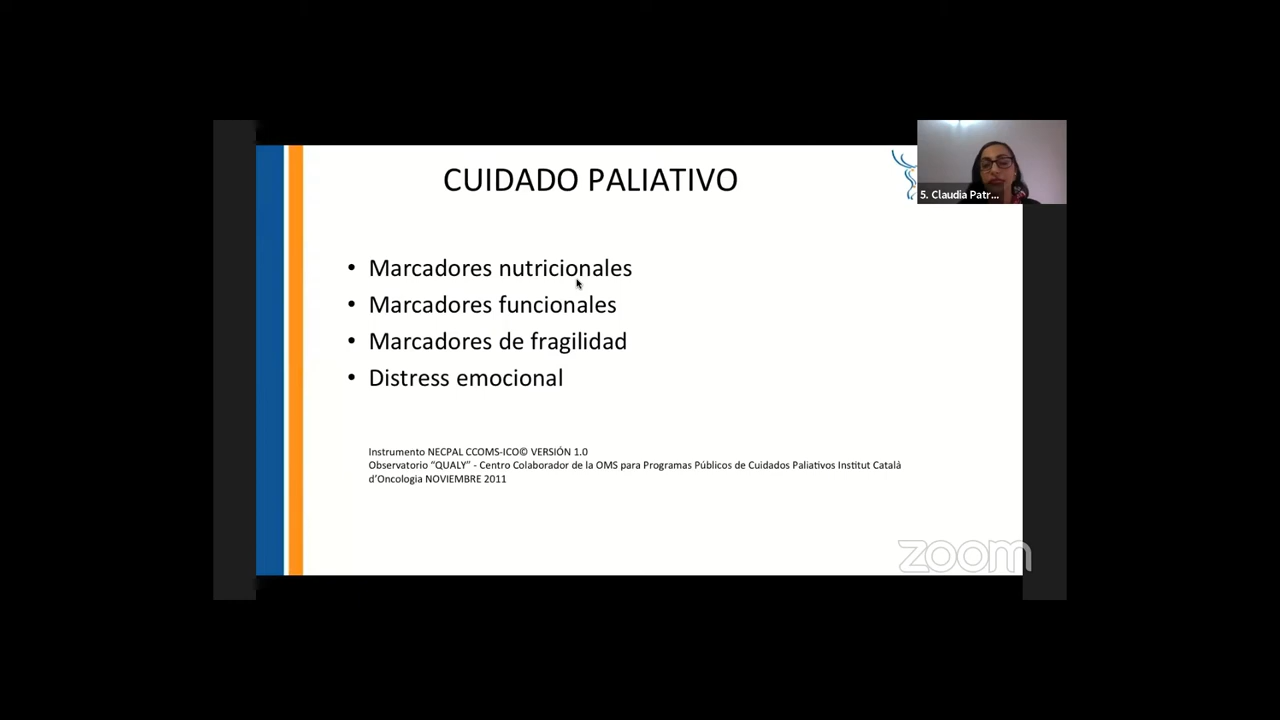 CUIDADO PALIATIVO
5. Claudia Patr...
• Marcadores nutricionales
• Marcadores funcionales
• Marcadores de fragilidad
• Distress emocional
Instrumento NECPAL CCOMS-ICO© VERSIÓN 1.0
Observatorio “QUALY” - Centro Colaborador de la OMS para Programas Públicos de Cuidados Paliativos Institut Català
d’Oncologia NOVIEMBRE 2011
zoom